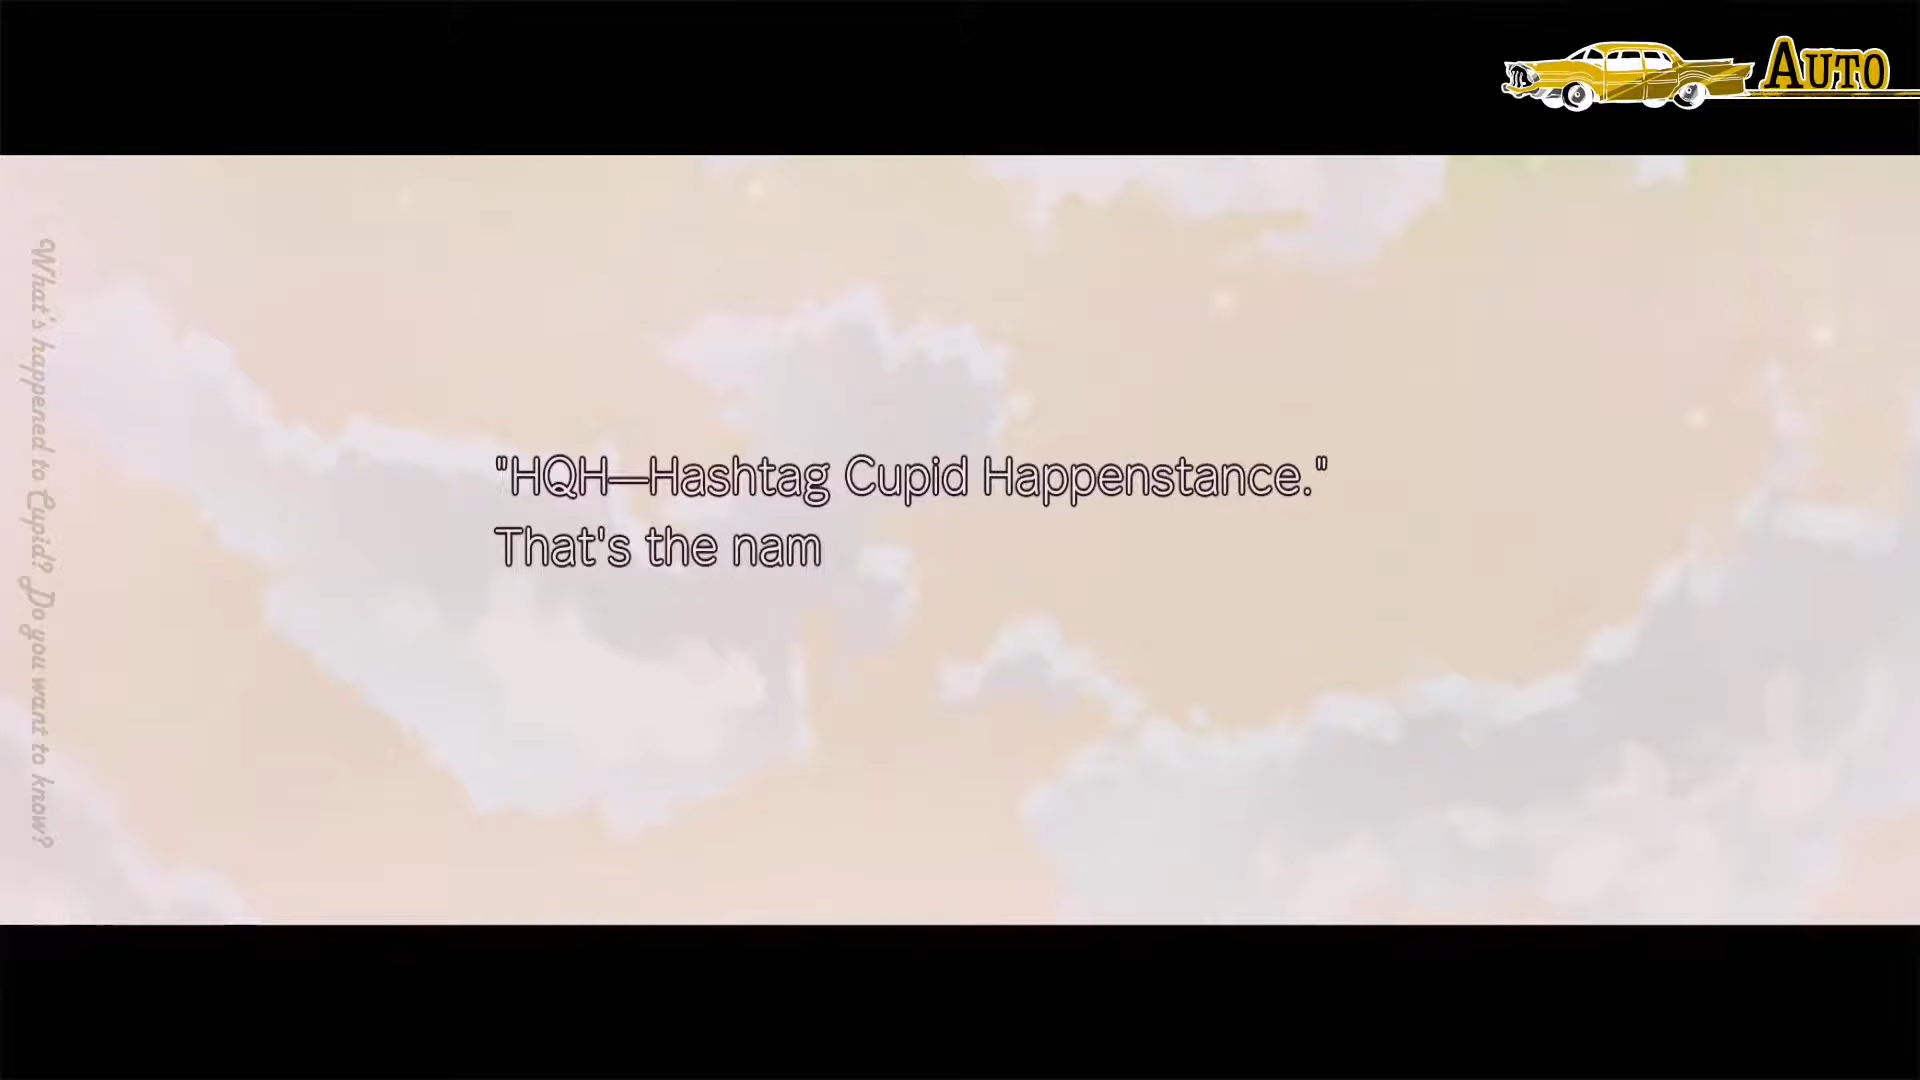 AUTO
What's happened to Cupid? Do you want to know?
"HQH—Hashtag Cupid Happenstance."
That's the nam